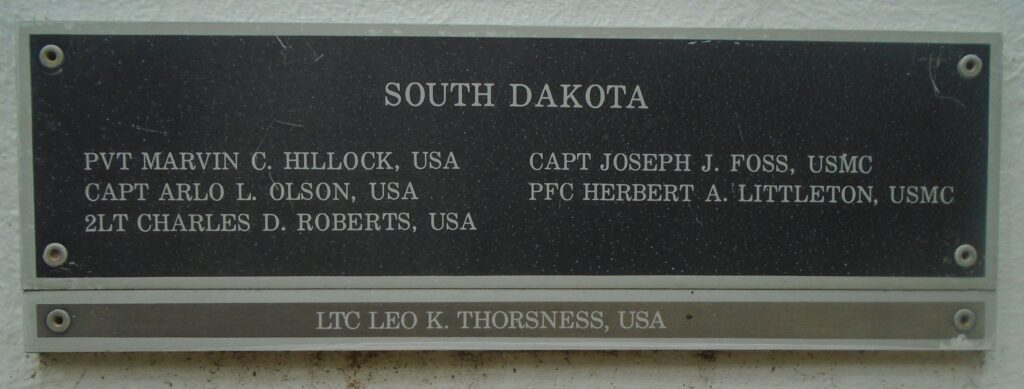 SOUTH DAKOTA
PVT MARVIN C. HILLOCK, USA
CAPT ARLO L. OLSON, USA
2LT CHARLES D. ROBERTS, USA
CAPT JOSEPH J. FOSS, USMC
PFC HERBERT A. LITTLETON, USMC
LTC LEO K. THORSNESS, USA